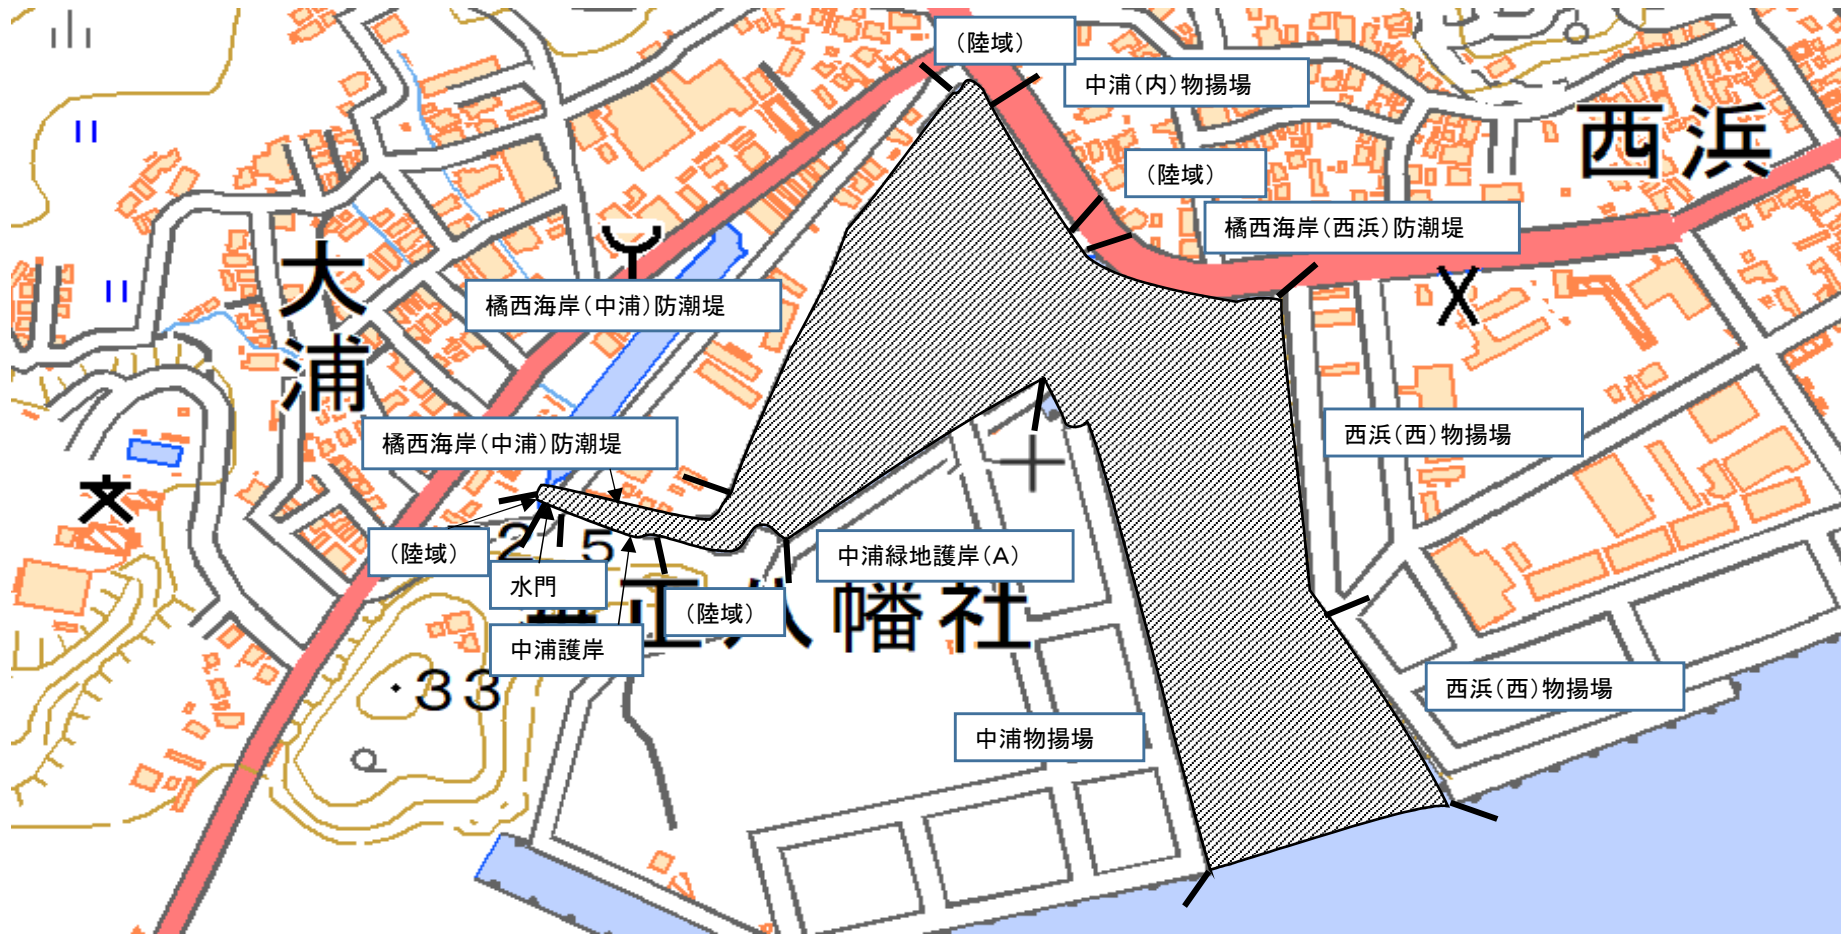 （陸域）
中浦（内）物揚場
西浜
（陸域）
橘西海岸（西浜）防潮堤
大浦
橘西海岸（中浦）防潮堤
橘西海岸（中浦）防潮堤
西浜（西）物揚場
（陸域）
2
5
中浦緑地護岸（A）
水門
（陸域）
正八幡社
中浦護岸
33
西浜（西）物揚場
中浦物揚場